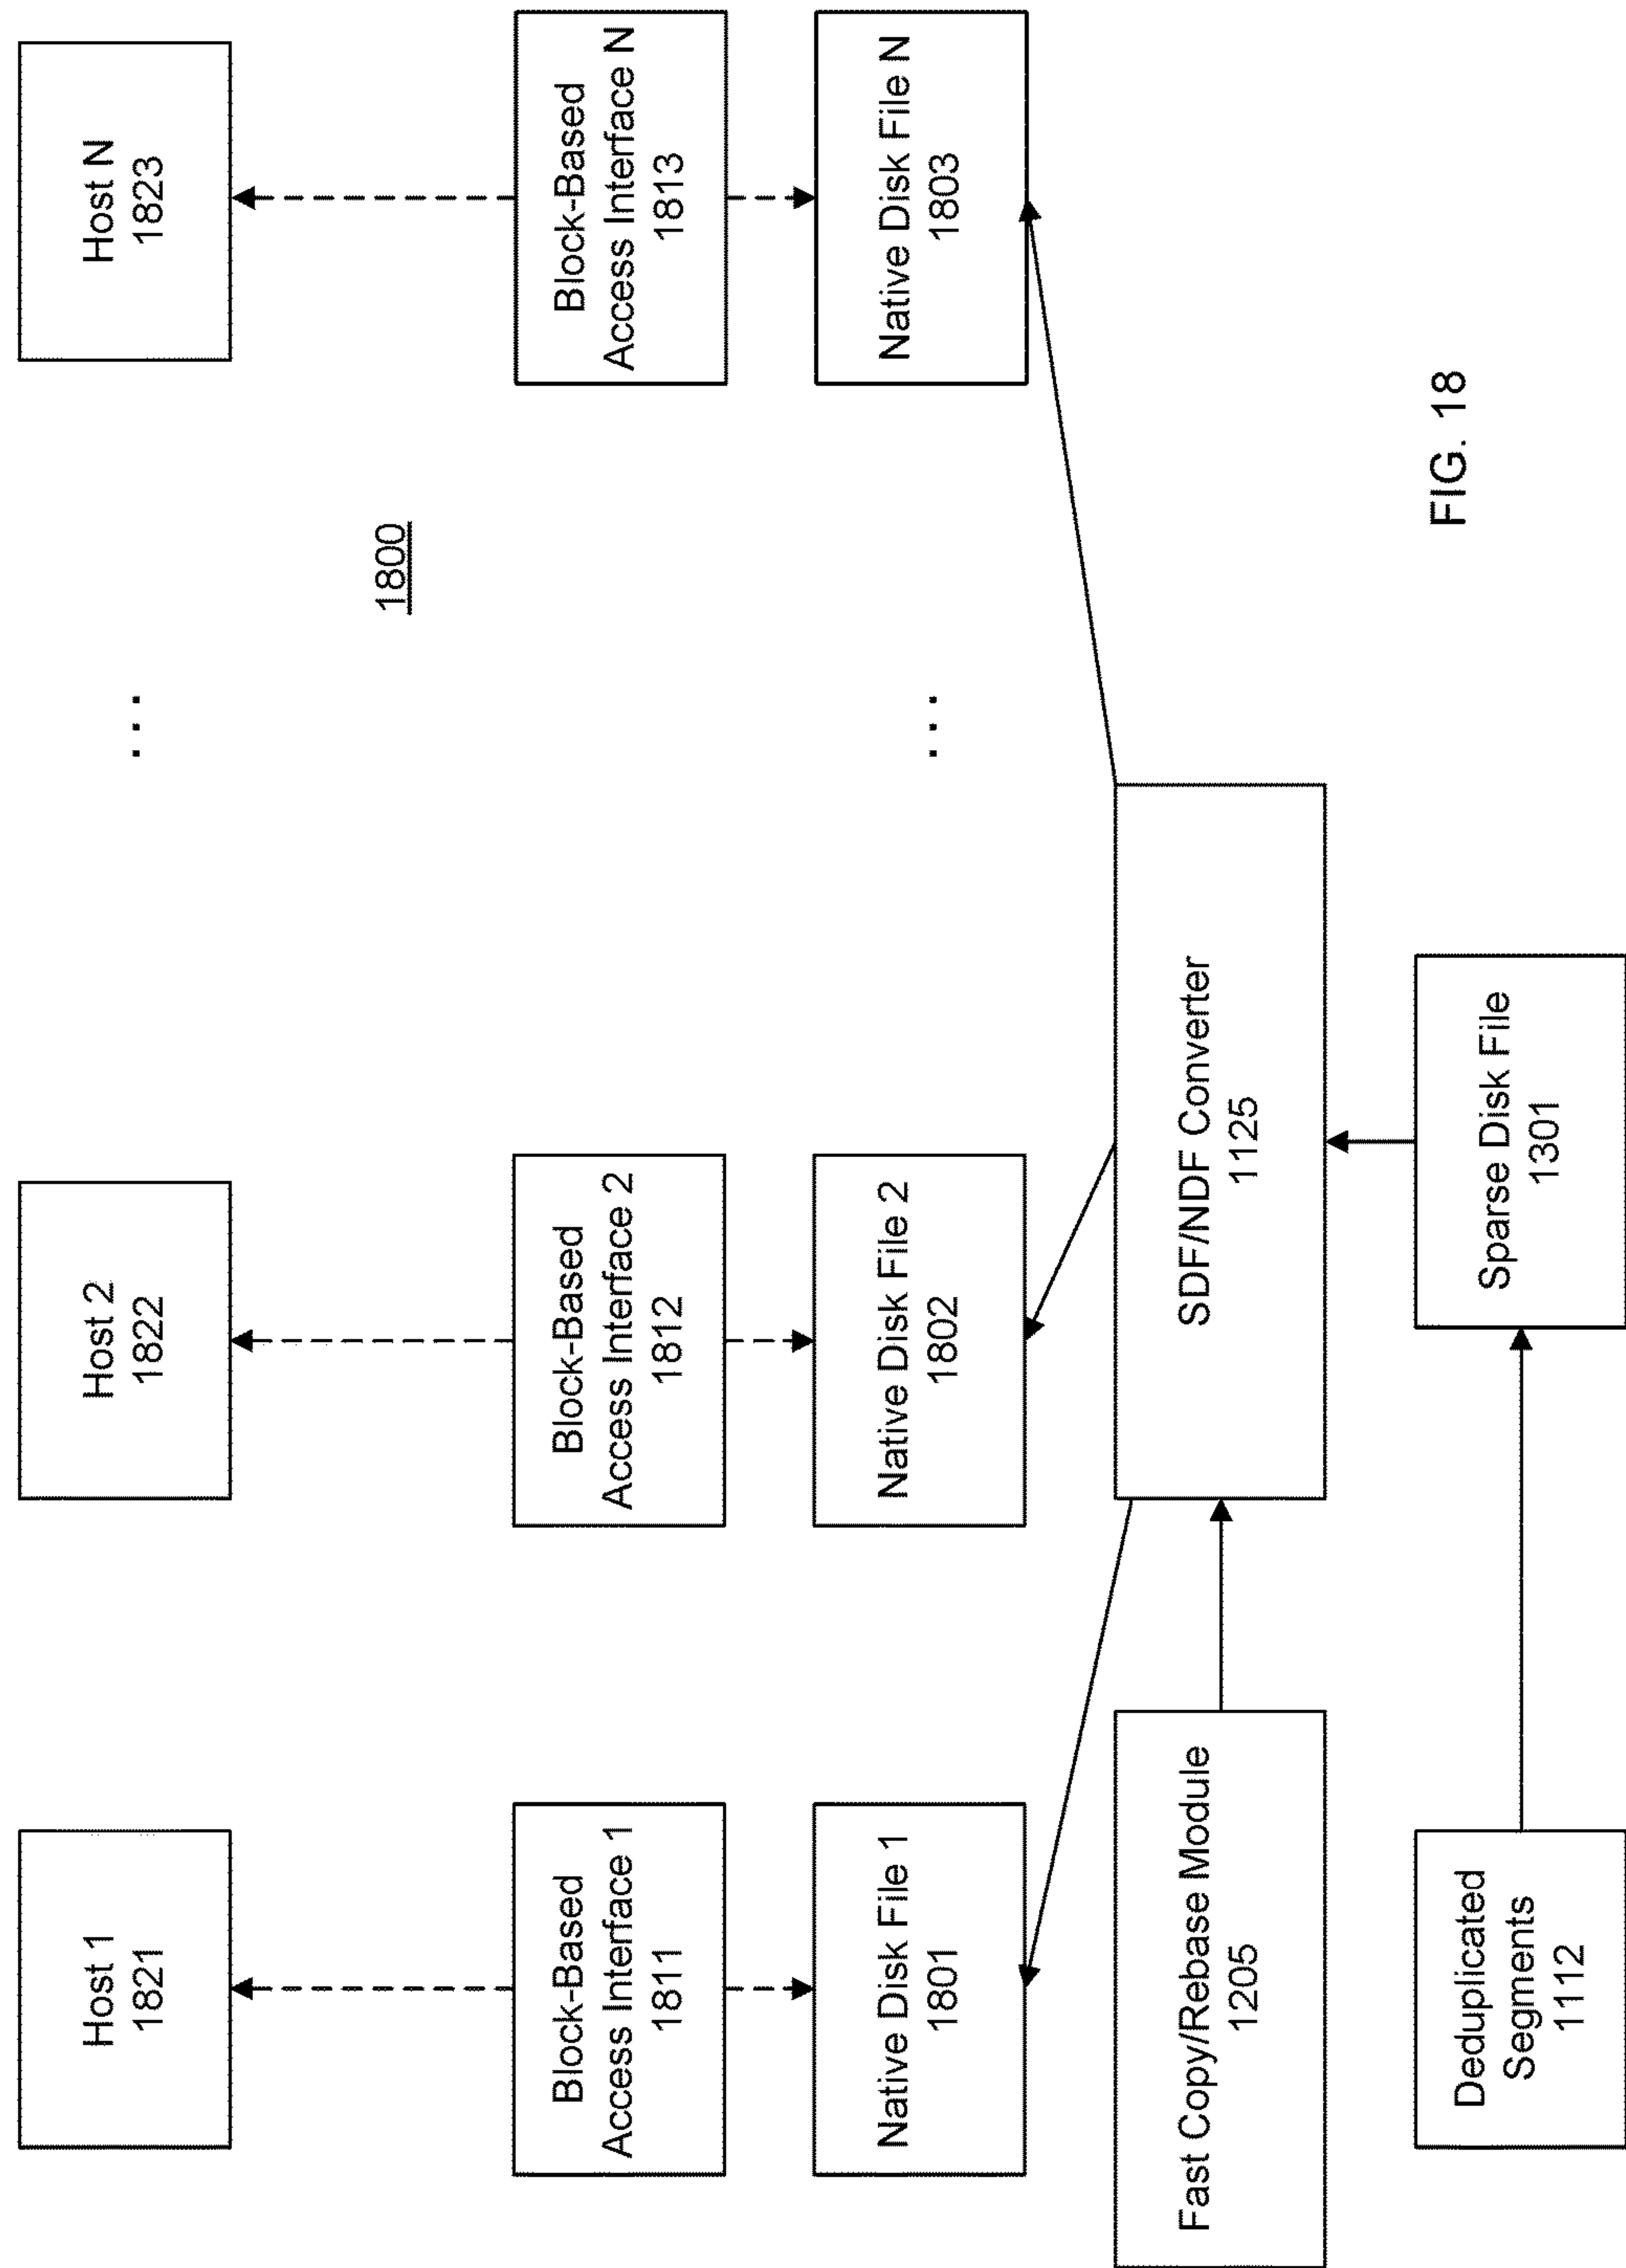 Host 1
1821
Host 2
1822
. . .
Host N
1823
1800
Block-Based
Access Interface 1
1811
Block-Based
Access Interface 2
1812
Block-Based
Access Interface N
1813
Native Disk File 1
1801
Native Disk File 2
1802
. . .
Native Disk File N
1803
Fast Copy/Rebase Module
1205
SDF/NDF Converter
1125
Deduplicated
Segments
1112
Sparse Disk File
1301
FIG. 18